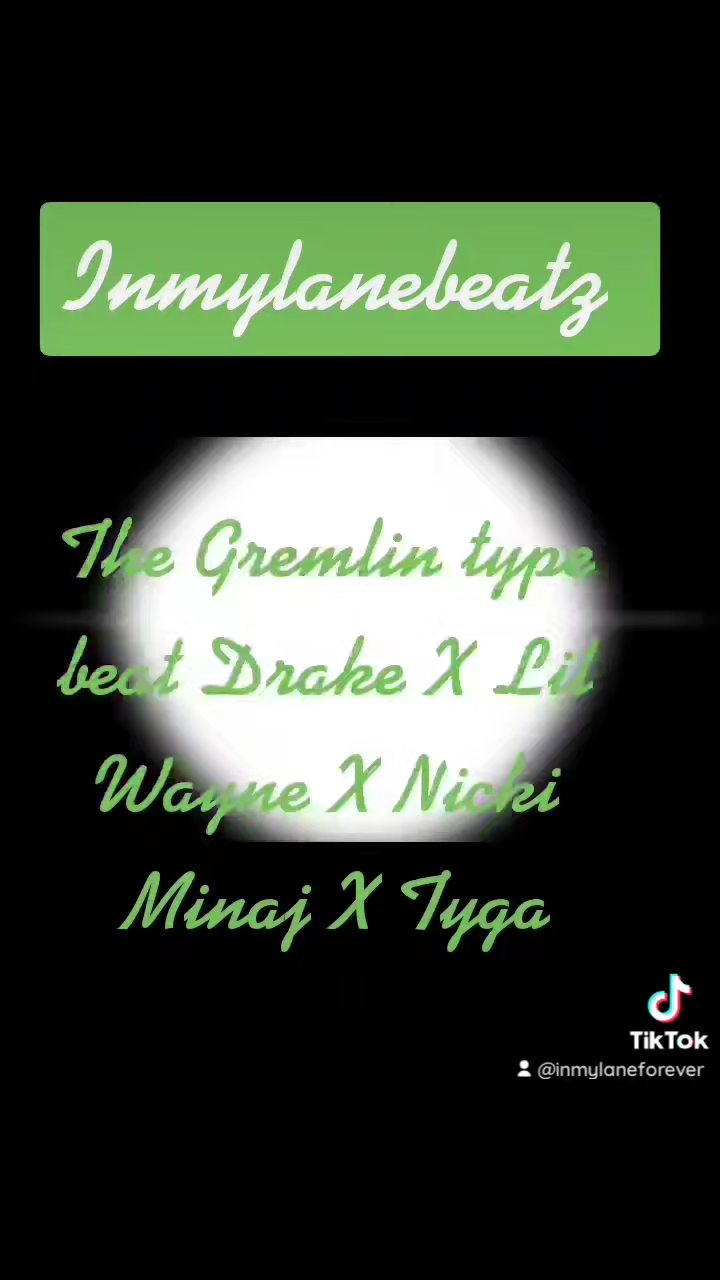 Inmylanebeatz
The Gremlin type
beat Drake X Lil
Wayne X Nicki
Minaj X Tyga
TikTok
@inmylaneforever